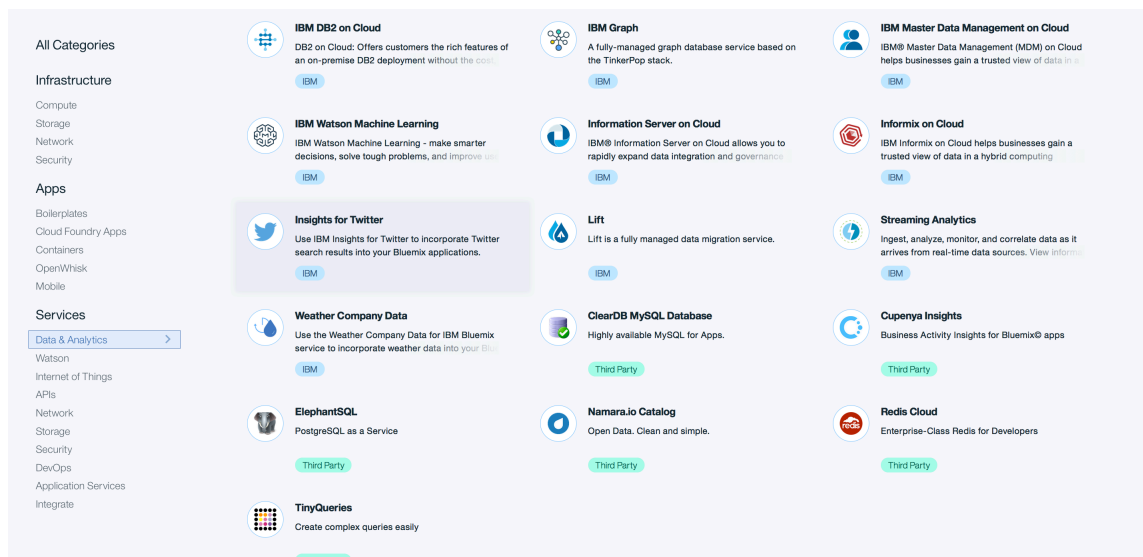 All Categories
Infrastructure
Compute
Storage
Network
Security
Apps
Boilerplates
Cloud Foundry Apps
Containers
OpenWhisk
Mobile
Services
Data & Analytics
Watson
Internet of Things
APIs
Network
Storage
Security
DevOps
Application Services
Integrate
IBM DB2 on Cloud
DB2 on Cloud: Offers customers the rich features of
an on-premise DB2 deployment without the cost,
IBM
IBM Graph
A fully-managed graph database service based on
the TinkerPop stack.
IBM
IBM Master Data Management on Cloud
IBM® Master Data Management (MDM) on Cloud
helps businesses gain a trusted view of data in a
IBM
IBM Watson Machine Learning
IBM Watson Machine Learning - make smarter
decisions, solve tough problems, and improve
IBM
Information Server on Cloud
IBM® Information Server on Cloud allows you to
rapidly expand data integration and governance
IBM
Informix on Cloud
IBM Informix on Cloud helps businesses gain a
trusted view of data in a hybrid computing
IBM
Insights for Twitter
Use IBM Insights for Twitter to incorporate Twitter
search results into your Bluemix applications.
IBM
Lift
Lift is a fully managed data migration service.
IBM
Streaming Analytics
Ingest, analyze, monitor, and correlate data as it
arrives from real-time data sources. View
IBM
Weather Company Data
Use the Weather Company Data for IBM Bluemix
service to incorporate weather data into your
IBM
ClearDB MySQL Database
Highly available MySQL for Apps.
Third Party
Cupenya Insights
Business Activity Insights for Bluemix© apps
Third Party
ElephantSQL
PostgreSQL as a Service
Third Party
Namara.io Catalog
Open Data. Clean and simple.
Third Party
redis
Redis Cloud
Enterprise-Class Redis for Developers
Third Party
TinyQueries
Create complex queries easily